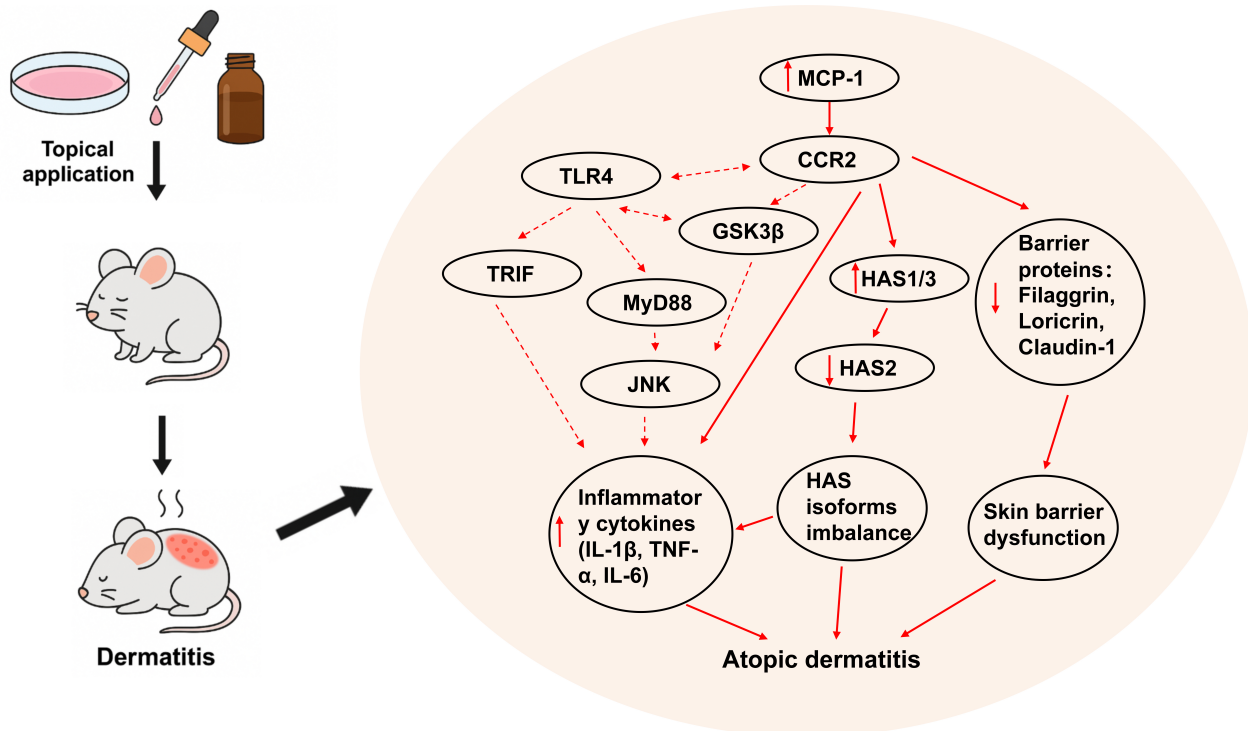 Topical
application
Dermatitis
MCP-1
CCR2
TLR4
GSK3β
TRIF
MyD88
JNK
HAS1/3
HAS2
Barrier
proteins:
Filaggrin,
Loricrin,
Claudin-1
Inflammator
y cytokines
(IL-1β, TNF-
α, IL-6)
HAS
isoforms
imbalance
Skin barrier
dysfunction
Atopic dermatitis